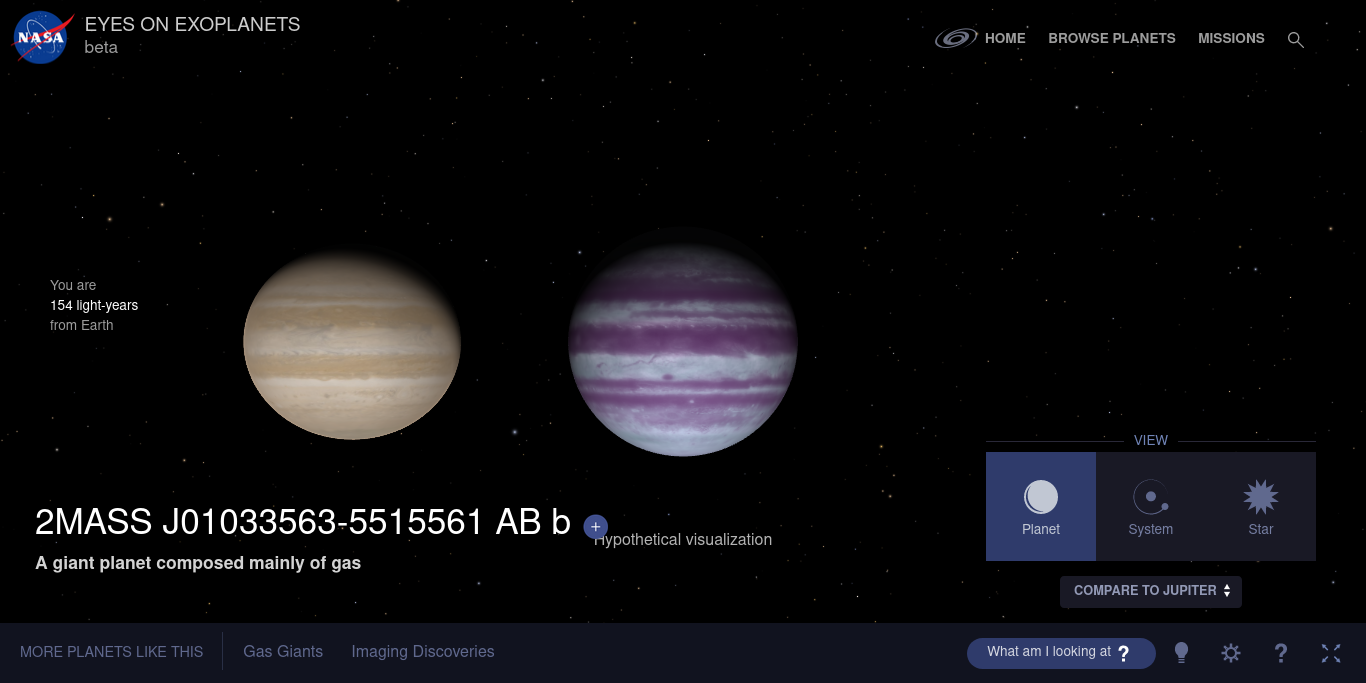 NASA
EYES ON EXOPLANETS
beta
HOME
BROWSE PLANETS
MISSIONS
You are
154 light-years
from Earth
VIEW
Planet
System
Star
2MASS J01033563-5515561 AB b +
Hypothetical visualization
A giant planet composed mainly of gas
COMPARE TO JUPITER
MORE PLANETS LIKE THIS
Gas Giants
Imaging Discoveries
What am I looking at ?
?